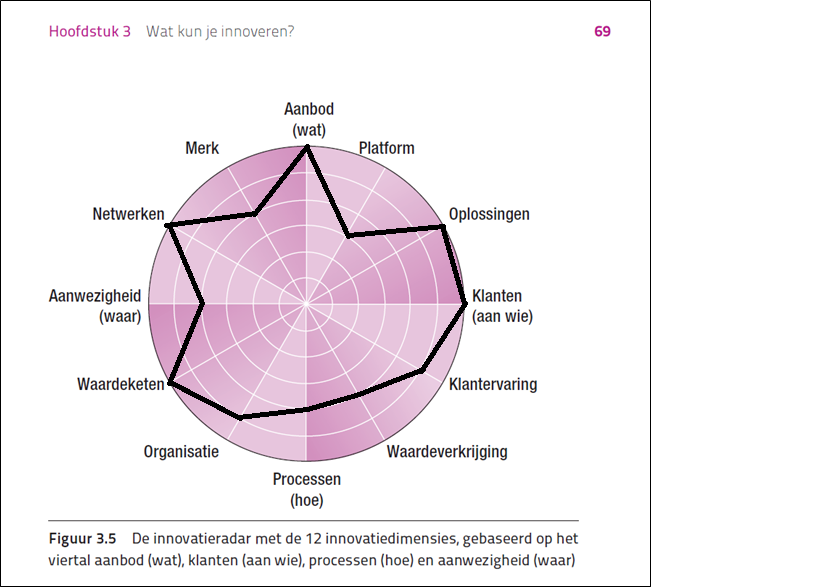 Hoofdstuk 3 Wat kun je innoveren? 69
Aanbod
(wat)
Merk
Platform
Netwerken
Oplossingen
Aanwezigheid
(waar)
Klanten
(aan wie)
Waardeketen
Klantervaring
Organisatie
Waardeverkrijging
Processen
(hoe)
Figuur 3.5 De innovatieradar met de 12 innovatiedimensies, gebaseerd op het
viertal aanbod (wat), klanten (aan wie), processen (hoe) en aanwezigheid (waar)